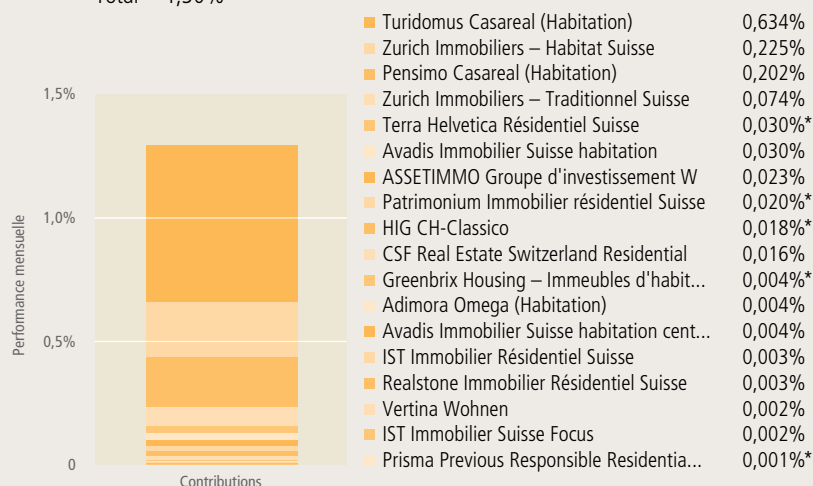 Turidomus Casareal (Habitation) 0,634%
Zurich Immobiliers – Habitat Suisse 0,225%
Pensimo Casareal (Habitation) 0,202%
Zurich Immobiliers – Traditionnel Suisse 0,074%
Terra Helvetica Résidentiel Suisse 0,030%*
Avadis Immobilier Suisse habitation 0,030%
ASSETIMMO Groupe d'investissement W 0,023%
Patrimonium Immobilier résidentiel Suisse 0,020%*
HIG CH-Classico 0,018%*
CSF Real Estate Switzerland Residential 0,016%
Greenbrix Housing – Immeubles d'habit... 0,004%*
Adimora Omega (Habitation) 0,004%
Avadis Immobilier Suisse habitation cent... 0,004%
IST Immobilier Résidentiel Suisse 0,003%
Realstone Immobilier Résidentiel Suisse 0,003%
Vertina Wohnen 0,002%
IST Immobilier Suisse Focus 0,002%
Prisma Previous Responsible Residentia... 0,001%*
Performance mensuelle
1,5%
1,0%
0,5%
0
Contributions